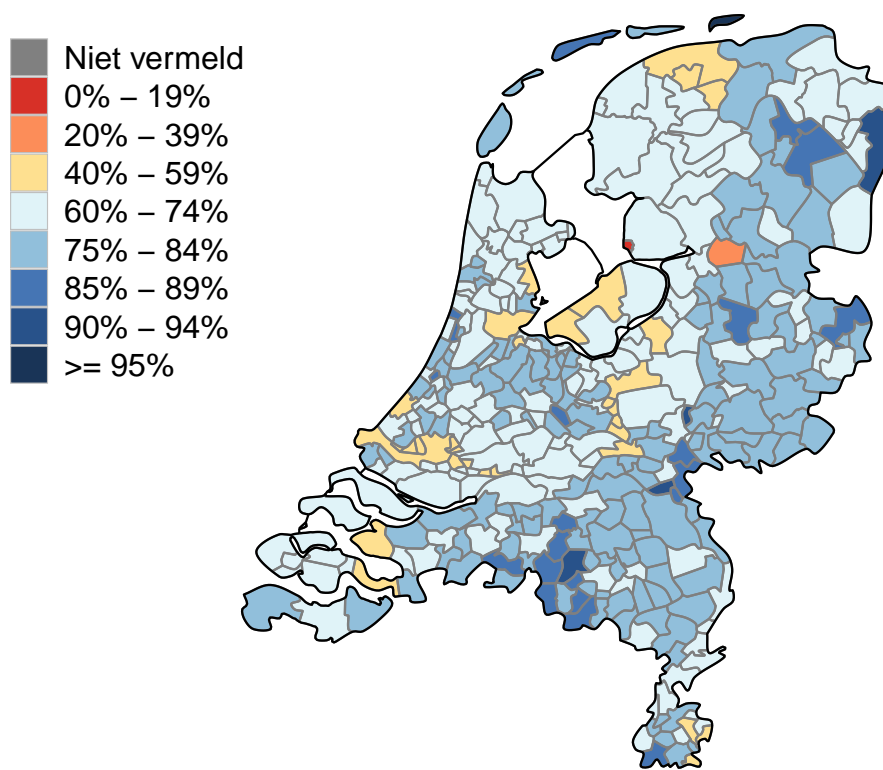 Niet vermeld
0% – 19%
20% – 39%
40% – 59%
60% – 74%
75% – 84%
85% – 89%
90% – 94%
>= 95%